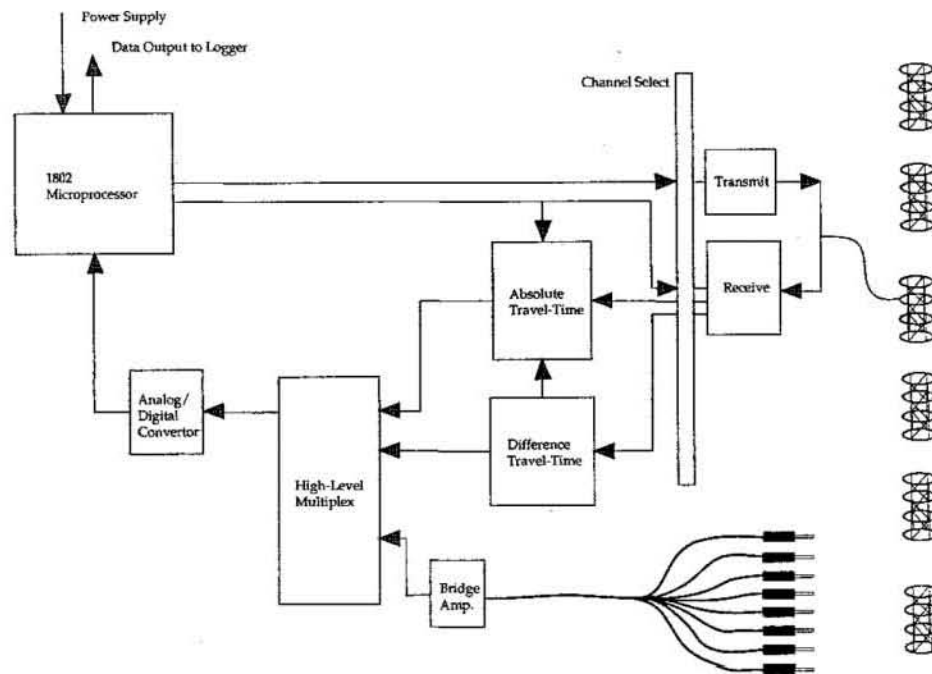 Power Supply
Data Output to Logger
Channel Select
1802
Microprocessor
Transmit
Absolute
Travel-Time
Receive
Analog/
Digital
Convertor
High-Level
Multiplex
Difference
Travel-Time
Bridge
Amp.